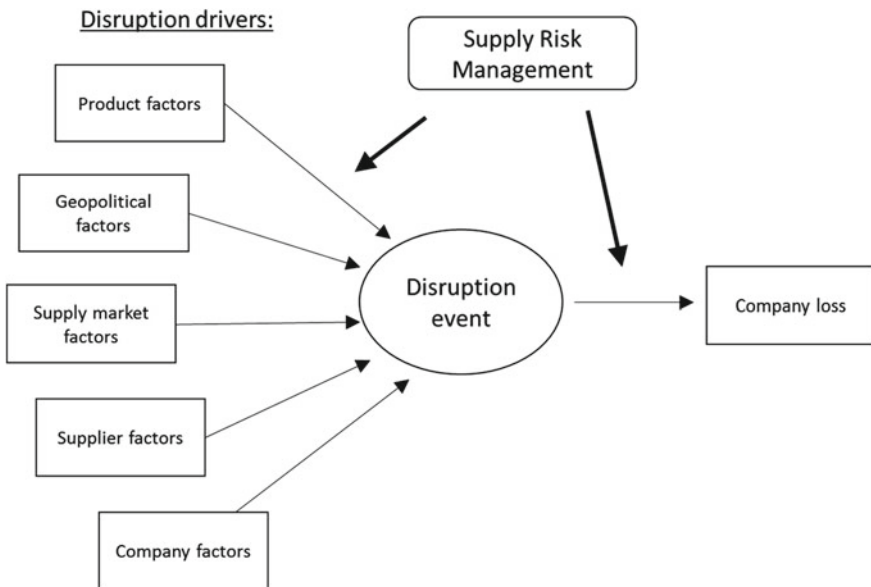 Disruption drivers:
Supply Risk
Management
Product factors
Geopolitical
factors
Supply market
factors
Supplier factors
Company factors
Disruption
event
Company loss